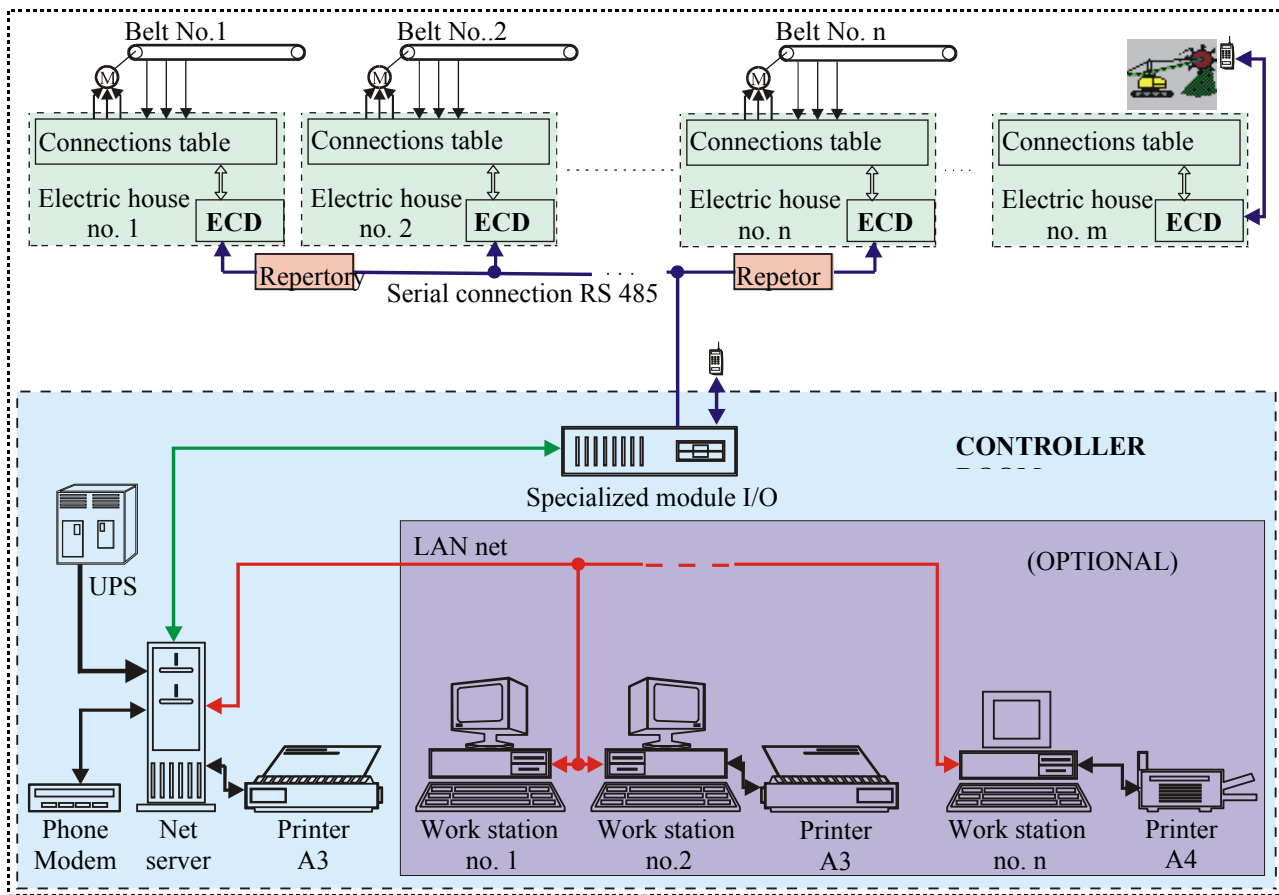 Belt No.1
Belt No..2
Belt No. n
M
M
M
Connections table
Connections table
Connections table
Connections table
Electric house
no. 1
ECD
Electric house
no. 2
ECD
Electric house
no. n
ECD
Electric house
no. m
ECD
Repertory
Repetor
Serial connection RS 485
CONTROLLER
Specialized module I/O
UPS
LAN net
(OPTIONAL)
Phone
Modem
Net
server
Printer
A3
Work station
no. 1
Work station
no.2
Printer
A3
Work station
no. n
Printer
A4